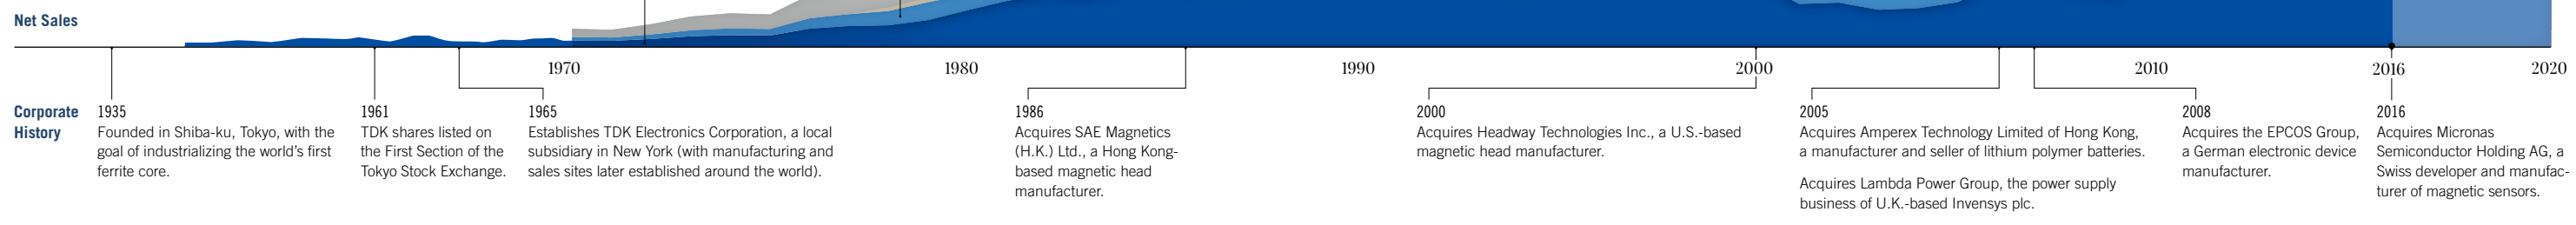 Net Sales
1970
1980
1990
2000
2010
2016
2020
Corporate
History
1935
Founded in Shiba-ku, Tokyo, with the
goal of industrializing the world's first
ferrite core.
1961
TDK shares listed on
the First Section of the
Tokyo Stock Exchange.
1965
Establishes TDK Electronics Corporation, a local
subsidiary in New York (with manufacturing and
sales sites later established around the world).
1986
Acquires SAE Magnetics
(H.K.) Ltd., a Hong Kong-
based magnetic head
manufacturer.
2000
Acquires Headway Technologies Inc., a U.S.-based
magnetic head manufacturer.
2005
Acquires Amperex Technology Limited of Hong Kong,
a manufacturer and seller of lithium polymer batteries.
Acquires Lambda Power Group, the power supply
business of U.K.-based Invensys plc.
2008
Acquires the EPCOS Group,
a German electronic device
manufacturer.
2016
Acquires Micronas
Semiconductor Holding AG, a
Swiss developer and manufac-
turer of magnetic sensors.